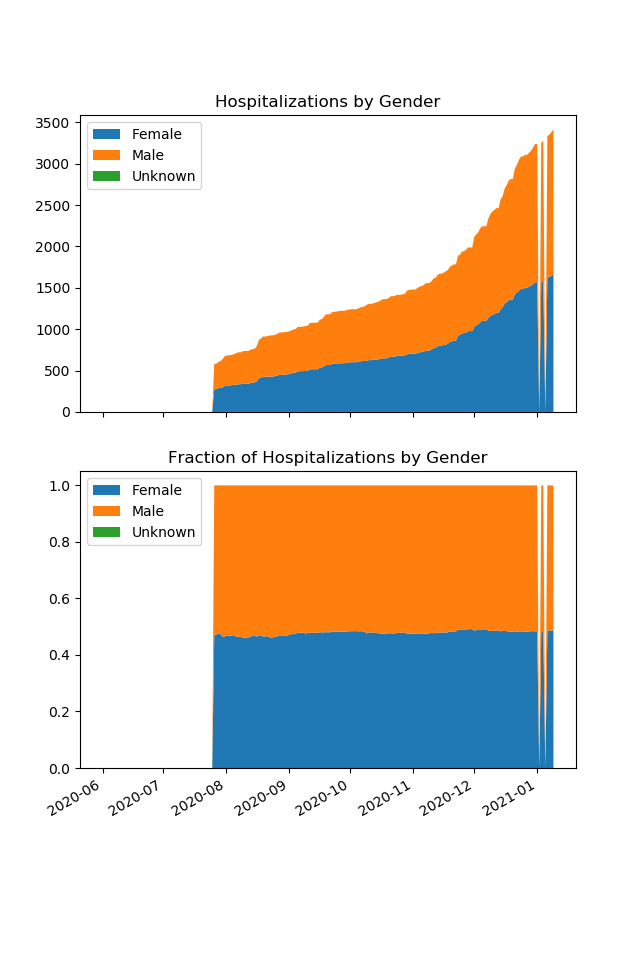 Hospitalizations by Gender
3500
3000
2500
2000
1500
1000
500
0
Female
Male
Unknown
Fraction of Hospitalizations by Gender
1.0
0.8
0.6
0.4
0.2
0.0
Female
Male
Unknown
2020-06
2020-07
2020-08
2020-09
2020-10
2020-11
2020-12
2021-01